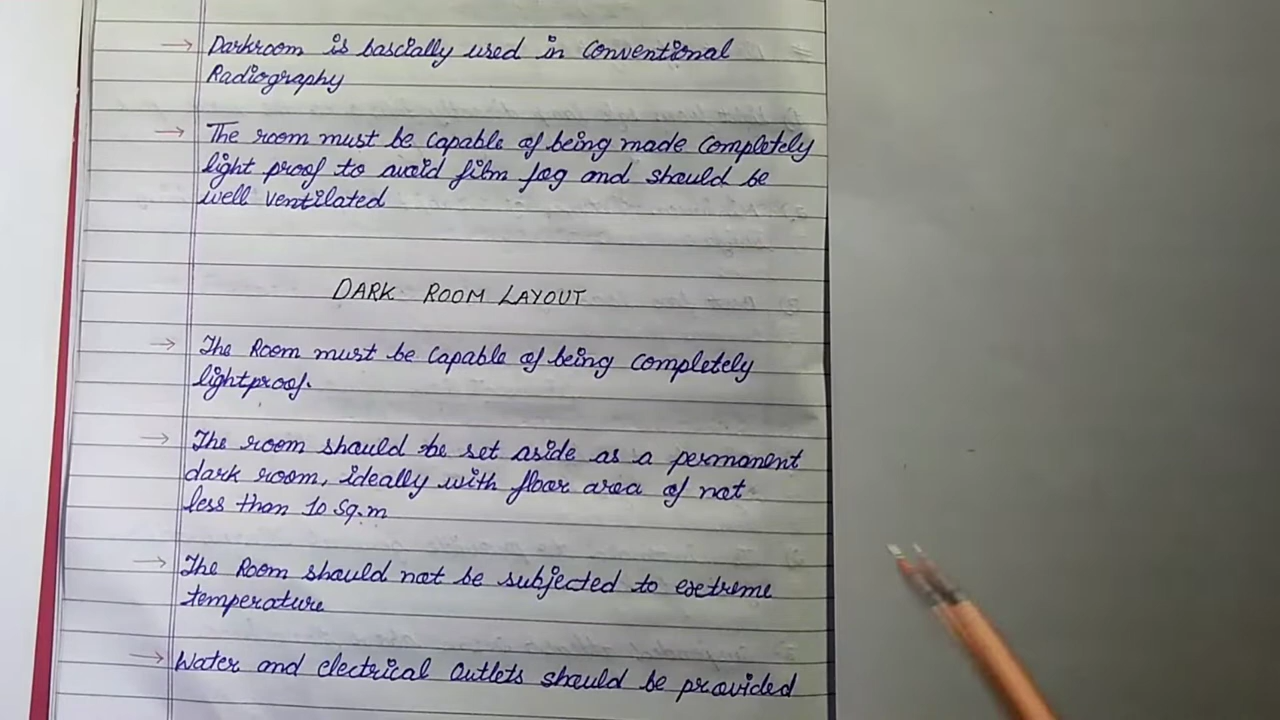 → Darkroom is bascially used in Conventional
Radiography
→ The room must be capable of being made completely
light proof to avoid film fog and should be
well ventilated
DARK ROOM LAYOUT
→ The Room must be capable of being completely
lightproof.
→ The room should be set aside as a permanent
dark room, ideally with floor area of not
less than 10 Sq.m
→ The Room should not be subjected to exetreme
temperature
→ Water and electrical outlets should be provided